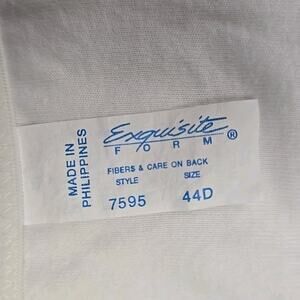 MADE IN
PHILIPPINES
Exquisite
FORM®
FIBERS & CARE ON BACK
STYLE SIZE
7595 44D